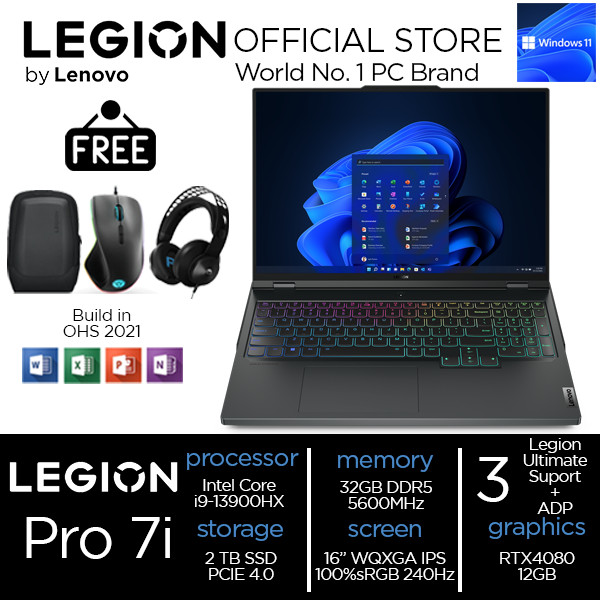 LEGION OFFICIAL STORE
by Lenovo
World No. 1 PC Brand
Windows 11
FREE
Build in
OHS 2021
W X P N
LEGION
Pro 7i
processor
Intel Core
i9-13900HX
storage
2 TB SSD
PCIE 4.0
memory
32GB DDR5
5600MHz
screen
16” WQXGA IPS
100%sRGB 240Hz
3
Legion
Ultimate
Suport
+
ADP
graphics
RTX4080
12GB